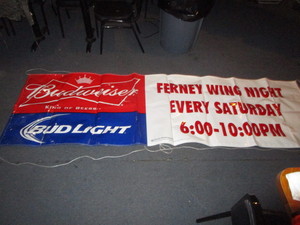 Budweiser
KING OF BEERS
BUD LIGHT
FERNEY WING NIGHT
EVERY SATURDAY
6:00-10:00PM